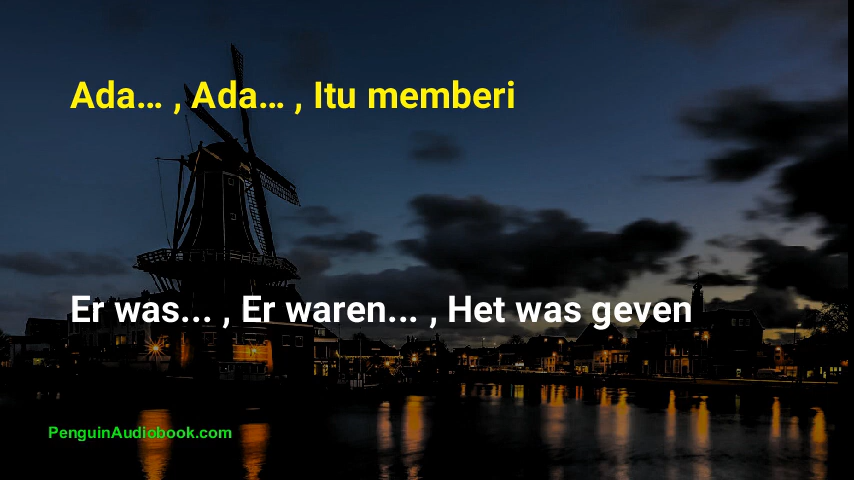 Ada... , Ada... , Itu memberi
Er was... , Er waren... , Het was geven
PenguinAudiobook.com